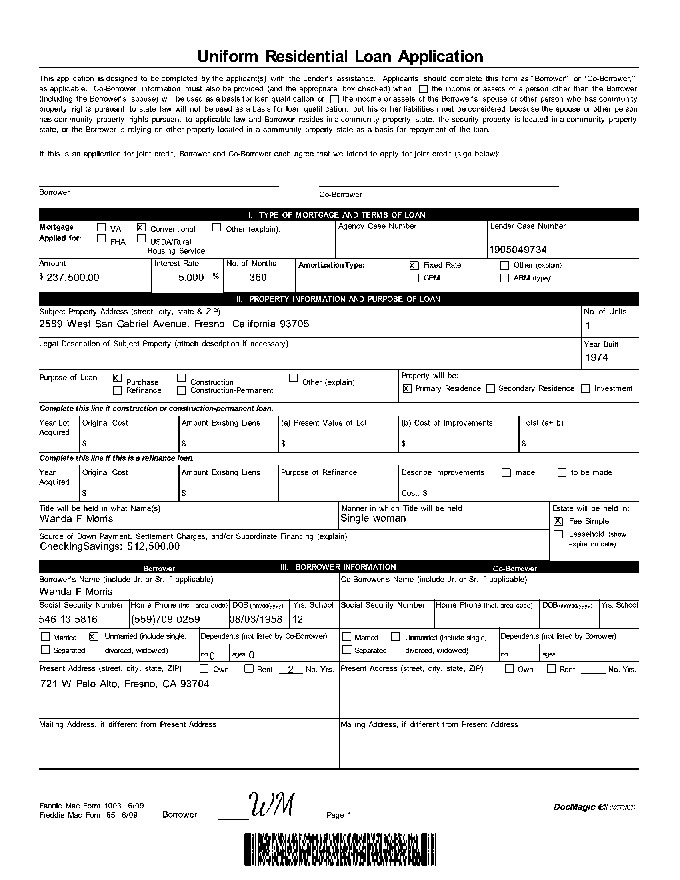 Uniform Residential Loan Application
This application is designed to be completed by the applicant(s) with the Lender's assistance. Applicants should complete this form as "Borrower" or "Co-Borrower,"
as applicable. Co-Borrower information must also be provided (and the appropriate box checked) when the income or assets of a person other than the Borrower
(including the Borrower's spouse) will be used as a basis for loan qualification or the income or assets of the Borrower's spouse or other person who has community
property rights pursuant to state law will not be used as a basis for loan qualification, but his or her liabilities must be considered because the spouse or other person
has community property rights pursuant to applicable law and Borrower resides in a community property state, the security property is located in a community property
state, or the Borrower is relying on other property located in a community property state as a basis for repayment of the loan.
If this is an application for joint credit, Borrower and Co-Borrower each agree that we intend to apply for joint credit (sign below):
Borrower Co-Borrower
I. TYPE OF MORTGAGE AND TERMS OF LOAN
Mortgage Applied for: VA X Conventional Other (explain):
FHA USDA/Rural Housing Service
Agency Case Number
Lender Case Number
1905049734
Amount Interest Rate No. of Months Amortization Type: X Fixed Rate Other (explain)
$ 237,500.00 5.000 % 360 GPM ARM (type)
II. PROPERTY INFORMATION AND PURPOSE OF LOAN
Subject Property Address (street, city, state & ZIP) No. of Units
2589 West San Gabriel Avenue, Fresno California 93705 1
Legal Description of Subject Property (attach description if necessary) Year Built
1974
Purpose of Loan X Purchase Construction Other (explain)
Refinance Construction-Permanent
Property will be:
X Primary Residence Secondary Residence Investment
Complete this line if construction or construction-permanent loan.
Year Lot Acquired Original Cost Amount Existing Liens (a) Present Value of Lot (b) Cost of Improvements Total (a+b)
$ $ $ $ $
Complete this line if this is a refinance loan.
Year Acquired Original Cost Amount Existing Liens Purpose of Refinance Describe Improvements made to be made
$ $ Cost: $
Title will be held in what Name(s) Manner in which Title will be held Estate will be held in:
Wanda F Morris Single woman X Fee Simple
Leasehold (show expiration date)
Source of Down Payment, Settlement Charges, and/or Subordinate Financing (explain)
CheckingSavings: $12,500.00
Borrower III. BORROWER INFORMATION Co-Borrower
Borrower's Name (include Jr. or Sr. if applicable) Co-Borrower's Name (include Jr. or Sr. if applicable)
Wanda F Morris
Social Security Number Home Phone (incl. area code) DOB (mm/dd/yyyy) Yrs. School Social Security Number Home Phone (incl. area code) DOB (mm/dd/yyyy) Yrs. School
546 13 5816 (559)709 0259 08/03/1958 12
Married X Unmarried (include single, Dependents (not listed by Co-Borrower) Married Unmarried (include single, Dependents (not listed by Borrower)
Separated divorced, widowed) no. 0 ages 0 Separated divorced, widowed) no. ages
Present Address (street, city, state, ZIP) Own Rent 2 No. Yrs. Present Address (street, city, state, ZIP) Own Rent No. Yrs.
721 W Palo Alto, Fresno, CA 93704
Mailing Address, if different from Present Address Mailing Address, if different from Present Address
Fannie Mae Form 1003 6/09
Freddie Mac Form 65 6/09
Borrower WM Page 1
DocMagic